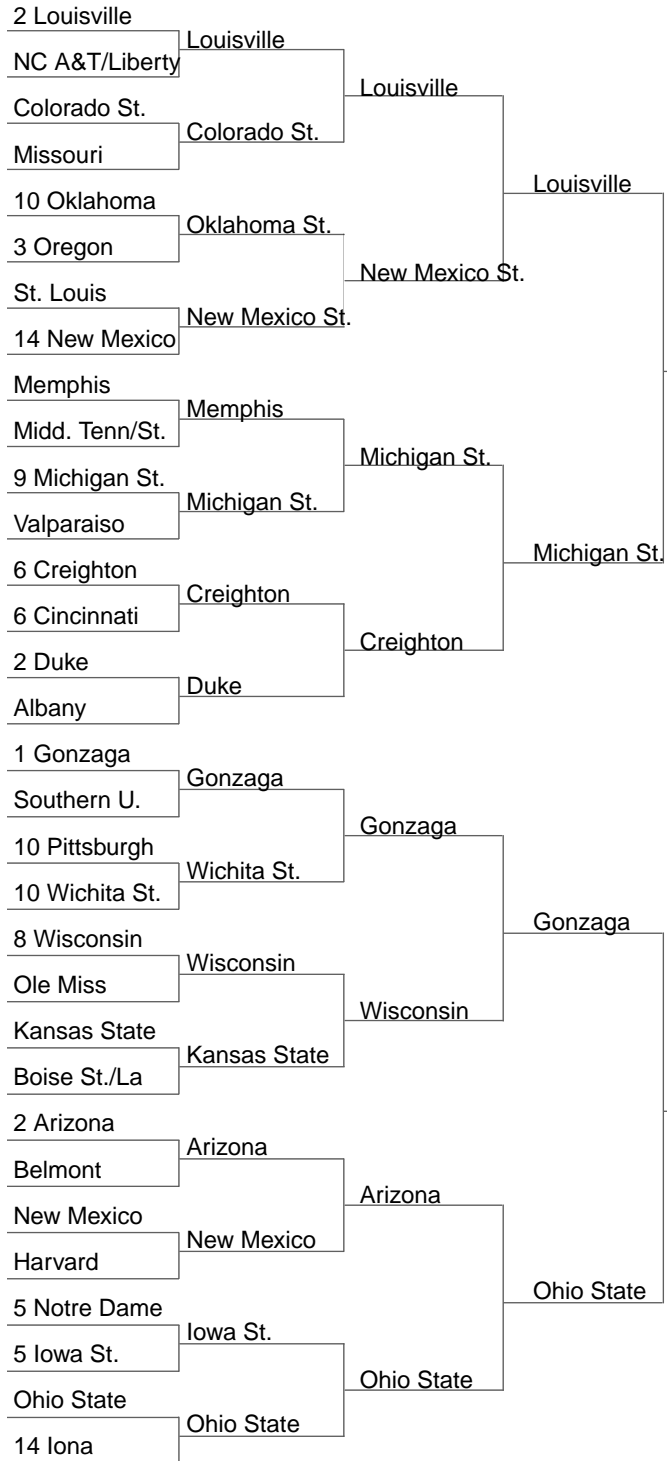 2 Louisville
NC A&T/Liberty
Colorado St.
Missouri
10 Oklahoma
3 Oregon
St. Louis
14 New Mexico
Memphis
Midd. Tenn/St.
9 Michigan St.
Valparaiso
6 Creighton
6 Cincinnati
2 Duke
Albany
1 Gonzaga
Southern U.
10 Pittsburgh
10 Wichita St.
8 Wisconsin
Ole Miss
Kansas State
Boise St./La
2 Arizona
Belmont
New Mexico
Harvard
5 Notre Dame
5 Iowa St.
Ohio State
14 Iona
Louisville
Colorado St.
Oklahoma St.
New Mexico St.
Memphis
Michigan St.
Creighton
Duke
Gonzaga
Wichita St.
Wisconsin
Kansas State
Arizona
New Mexico
Iowa St.
Ohio State
Louisville
New Mexico St.
Michigan St.
Creighton
Gonzaga
Wisconsin
Arizona
Ohio State
Louisville
Michigan St.
Gonzaga
Ohio State